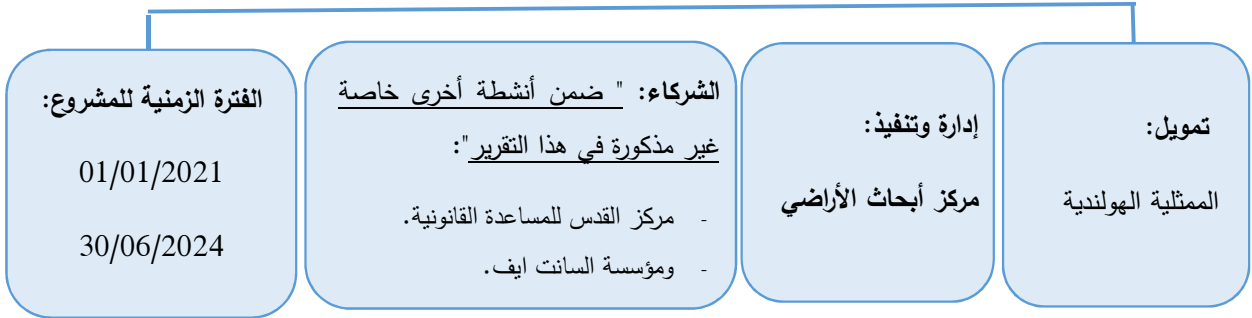 تمويل:
الممثلية الهولندية
إدارة وتنفيذ:
مركز أبحاث الأراضي
الشركاء: " ضمن أنشطة أخرى خاصة
غير مذكورة في هذا التقرير":
- مركز القدس للمساعدة القانونية.
- ومؤسسة السانت ايف.
الفترة الزمنية للمشروع:
01/01/2021
30/06/2024